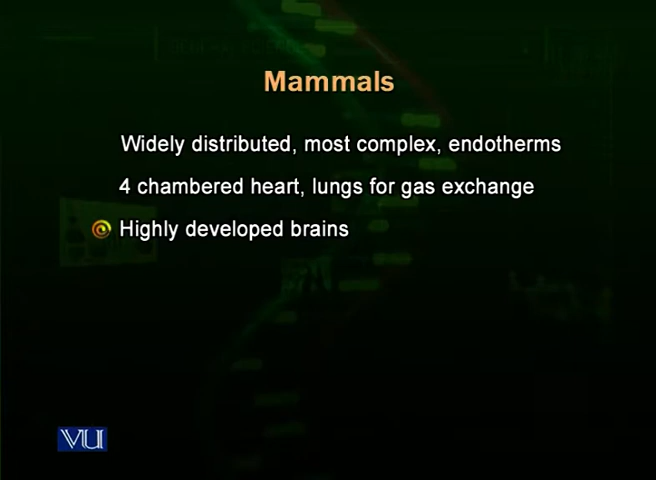 Mammals
Widely distributed, most complex, endotherms
4 chambered heart, lungs for gas exchange
Highly developed brains
VU